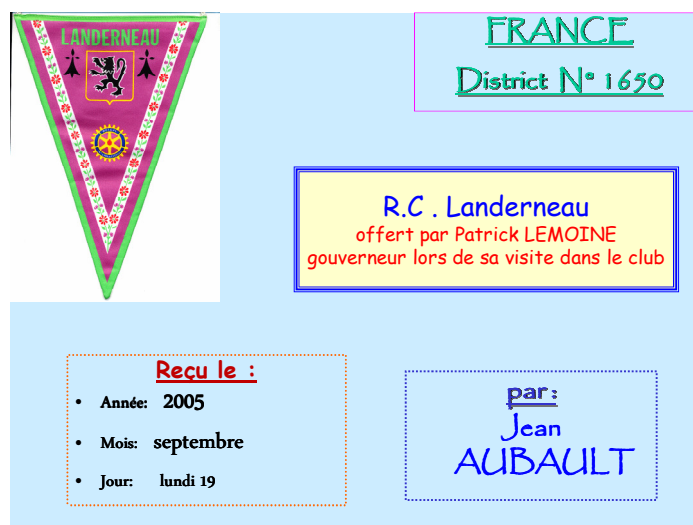 LANDERNEAU
FRANCE
District N° 1650
R.C . Landerneau
offert par Patrick LEMOINE
gouverneur lors de sa visite dans le club
Reçu le :
• Année: 2005
• Mois: septembre
• Jour: lundi 19
par:
Jean
AUBAULT